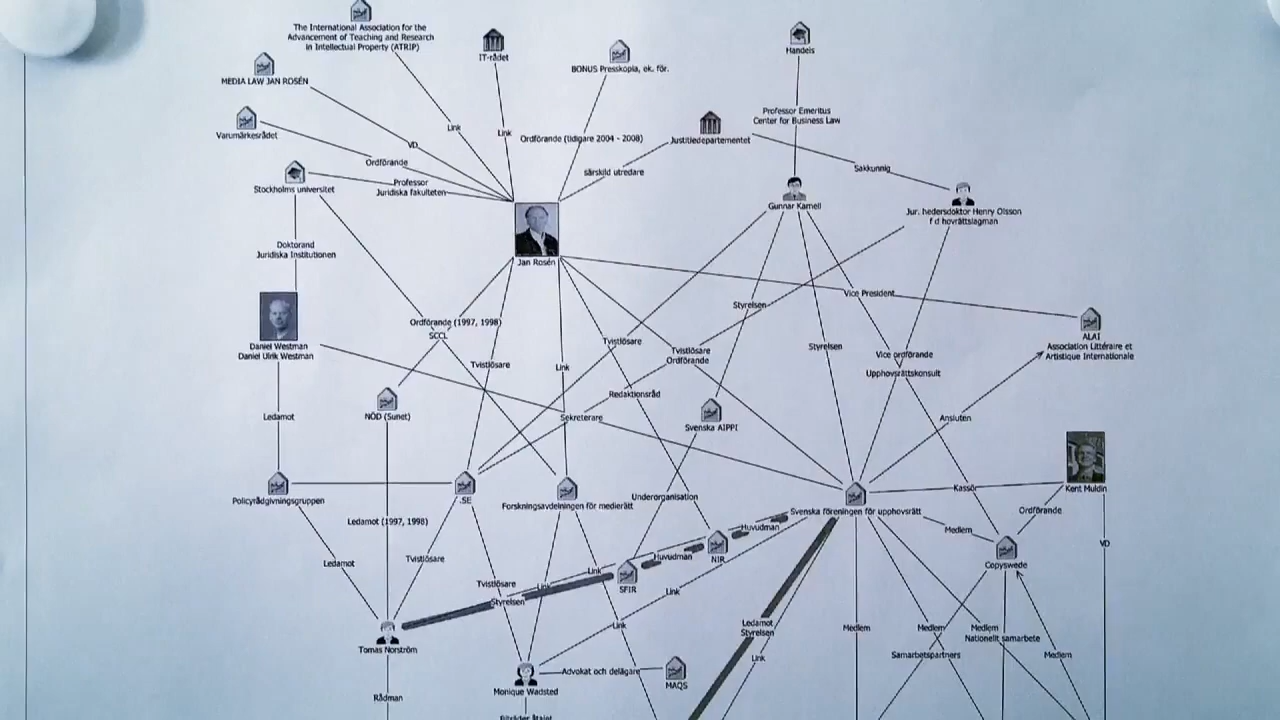 The International Association for the
Advancement of Teaching and Research
in Intellectual Property (ATRIP)
IT-rådet
BONUS Presskopia, ek. för.
Handels
MEDIA LAW JAN ROSÉN
Varumärkesrådet
Link
Link
Ordförande (tidigare 2004 - 2008)
Justitiedepartementet
Professor Emeritus
Center for Business Law
VD
Ordförande
särskild utredare
Sakkunnig
Stockholms universitet
Professor
Juridiska fakulteten
Gunnar Karnell
Jur. hedersdoktor Henry Olsson
f d hovrättslagman
Doktorand
Juridiska Institutionen
Jan Rosén
Vice President
Styrelsen
Ordförande (1997, 1998)
SCCL
Daniel Westman
Daniel Ulrik Westman
Tvistlösare
Tvistlösare
Ordförande
Styrelsen
Vice ordförande
ALAI
Association Littéraire et
Artistique Internationale
Tvistlösare
Link
Upphovsrättskonsult
Redaktionsråd
Ledamot
NÖD (Sunet)
Sekreterare
Svenska AIPPI
Ansluten
Policyrådgivningsgruppen
.SE
Forskningsavdelningen för medierätt
Underorganisation
Kassör
Kent Muldin
Svenska föreningen för upphovsrätt
Ordförande
Ledamot (1997, 1998)
Huvudman
Medlem
VD
Ledamot
Tvistlösare
Huvudman
NIR
Copyswede
Link
Tvistlösare
Link
SFIR
Link
Styrelsen
Link
Ledamot
Styrelsen
Medlem
Medlem
Medlem
Nationellt samarbete
Tomas Norström
Link
Samarbetspartners
Medlem
Advokat och delägare
MAQS
Monique Wadsted
Rådman